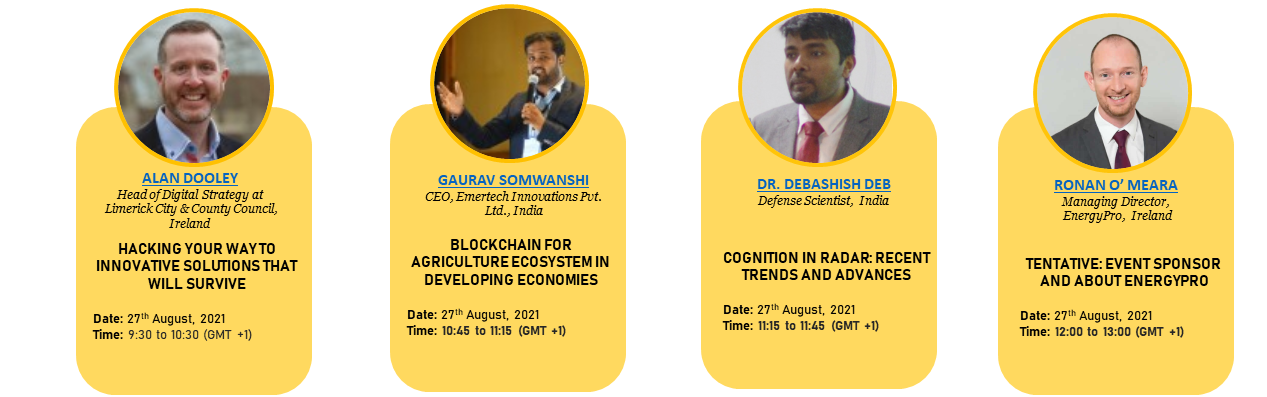 ALAN DOOLEY
Head of Digital Strategy at
Limerick City & County Council,
Ireland
HACKING YOUR WAY TO
INNOVATIVE SOLUTIONS THAT
WILL SURVIVE
Date: 27th August, 2021
Time: 9:30 to 10:30 (GMT +1)
GAURAV SOMWANSHI
CEO, Emertech Innovations Pvt.
Ltd., India
BLOCKCHAIN FOR
AGRICULTURE ECOSYSTEM IN
DEVELOPING ECONOMIES
Date: 27th August, 2021
Time: 10:45 to 11:15 (GMT +1)
DR. DEBASHISH DEB
Defense Scientist, India
COGNITION IN RADAR: RECENT
TRENDS AND ADVANCES
Date: 27th August, 2021
Time: 11:15 to 11:45 (GMT +1)
RONAN O’ MEARA
Managing Director,
EnergyPro, Ireland
TENTATIVE: EVENT SPONSOR
AND ABOUT ENERGYPRO
Date: 27th August, 2021
Time: 12:00 to 13:00 (GMT +1)